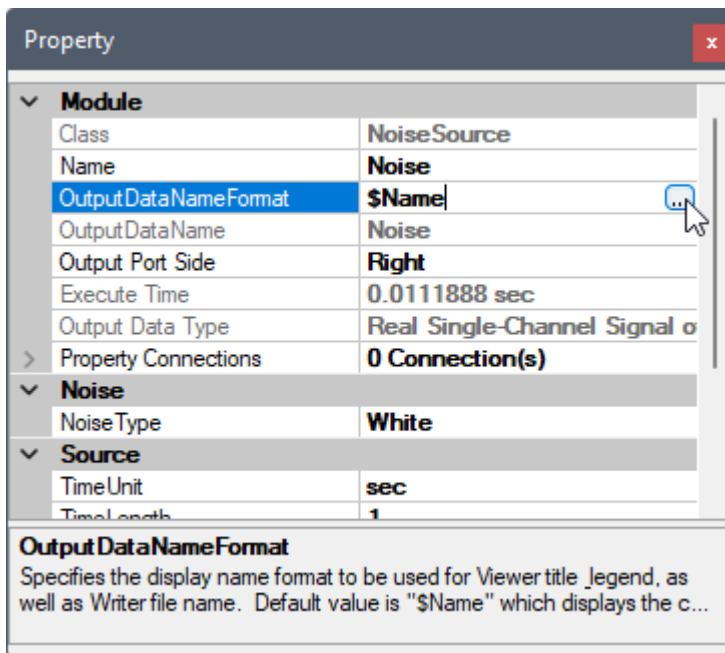 Property
x
Module
Class NoiseSource
Name Noise
OutputDataNameFormat $Name ...
OutputDataName Noise
Output Port Side Right
Execute Time 0.0111888 sec
Output Data Type Real Single-Channel Signal
Property Connections 0 Connection(s)
Noise
NoiseType White
Source
TimeUnit sec
TimeLength 1
OutputDataNameFormat
Specifies the display name format to be used for Viewer title _legend, as
well as Writer file name. Default value is "$Name" which displays the c...